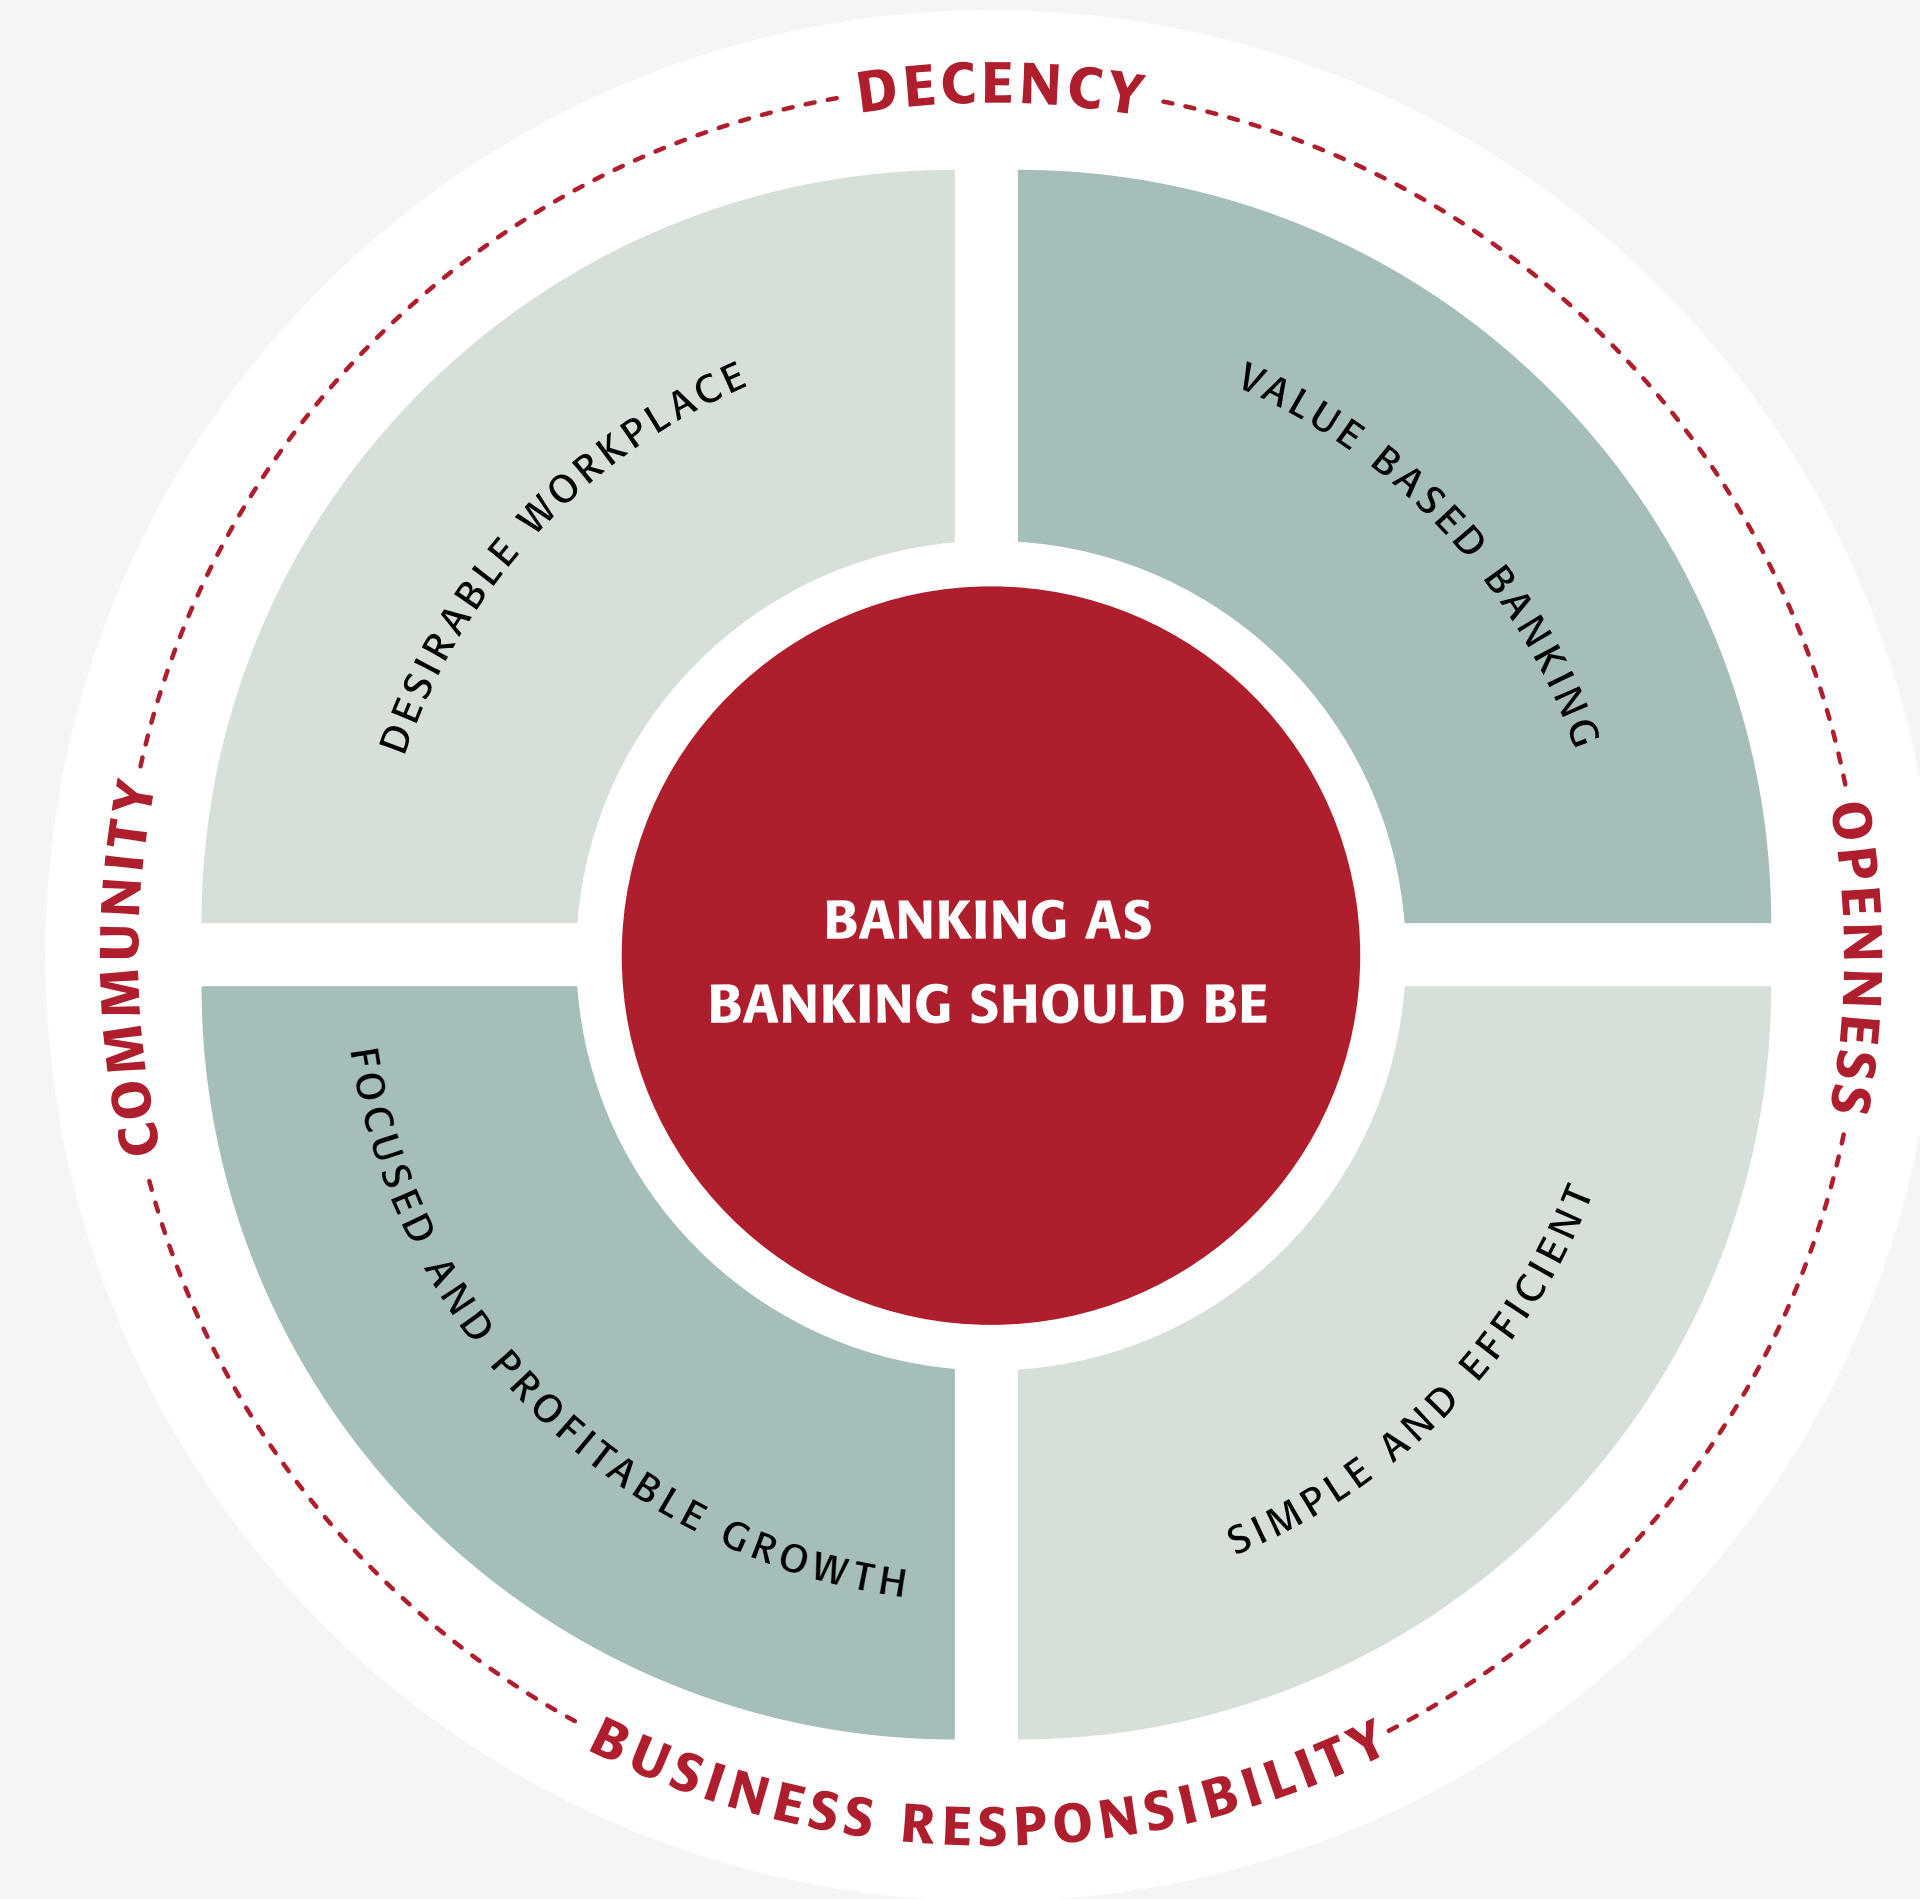 DECENCY
DESIRABLE WORKPLACE
VALUE BASED BANKING
COMMUNITY
OPENNESS
BANKING AS
BANKING SHOULD BE
FOCUSED AND PROFITABLE GROWTH
SIMPLE AND EFFICIENT
BUSINESS RESPONSIBILITY